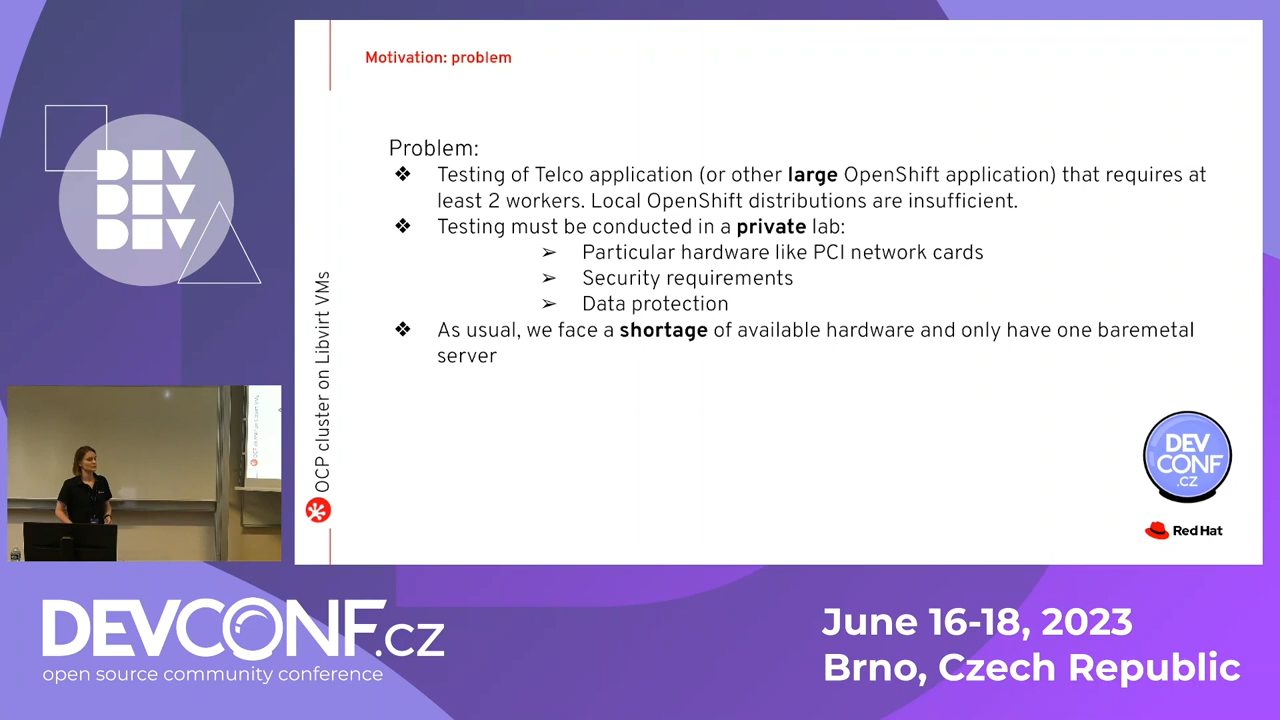 Motivation: problem
Problem:
❖ Testing of Telco application (or other large OpenShift application) that requires at
least 2 workers. Local OpenShift distributions are insufficient.
❖ Testing must be conducted in a private lab:
➢ Particular hardware like PCI network cards
➢ Security requirements
➢ Data protection
❖ As usual, we face a shortage of available hardware and only have one baremetal
server
OCP cluster on Libvirt VMs
DEV
DEV
DEV
DEV
CONF
.CZ
Red Hat
DEVCONF.cz
open source community conference
June 16-18, 2023
Brno, Czech Republic